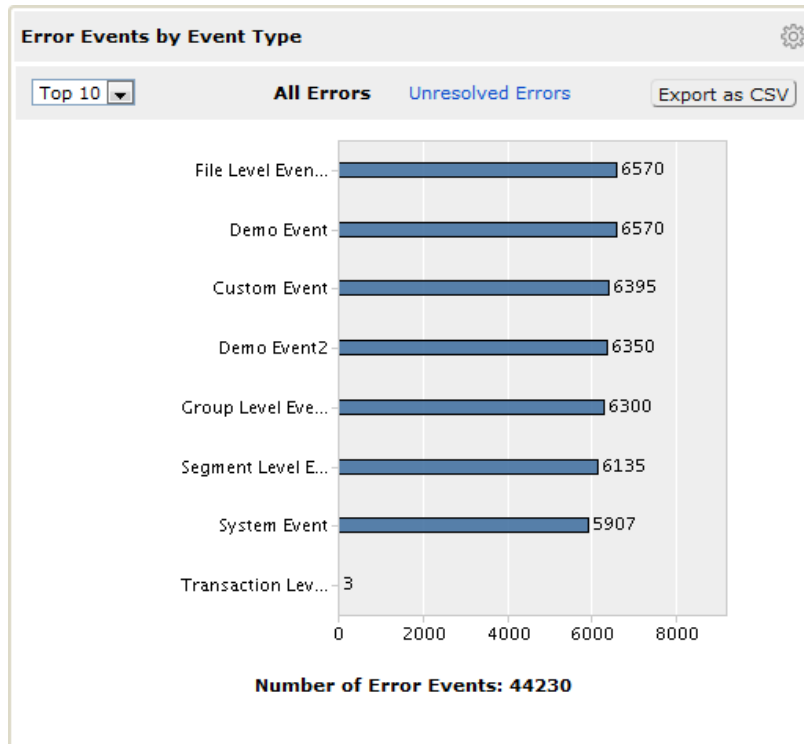 Error Events by Event Type
Top 10 All Errors Unresolved Errors Export as CSV
File Level Even... 6570
Demo Event 6570
Custom Event 6395
Demo Event2 6350
Group Level Eve... 6300
Segment Level E... 6135
System Event 5907
Transaction Lev... 3
0 2000 4000 6000 8000
Number of Error Events: 44230